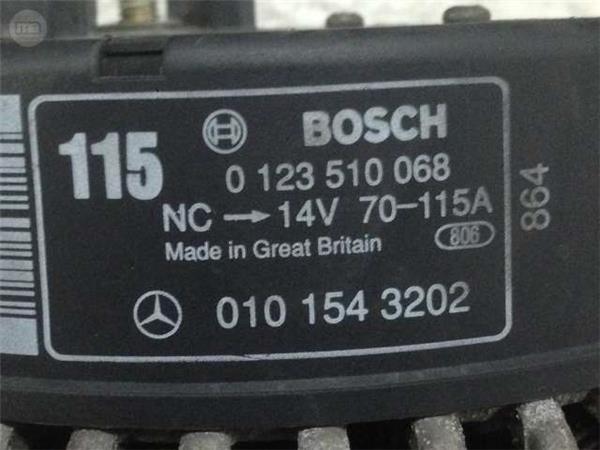 115
BOSCH
0 123 510 068
NC → 14V 70-115A
Made in Great Britain
806
010 154 3202
864